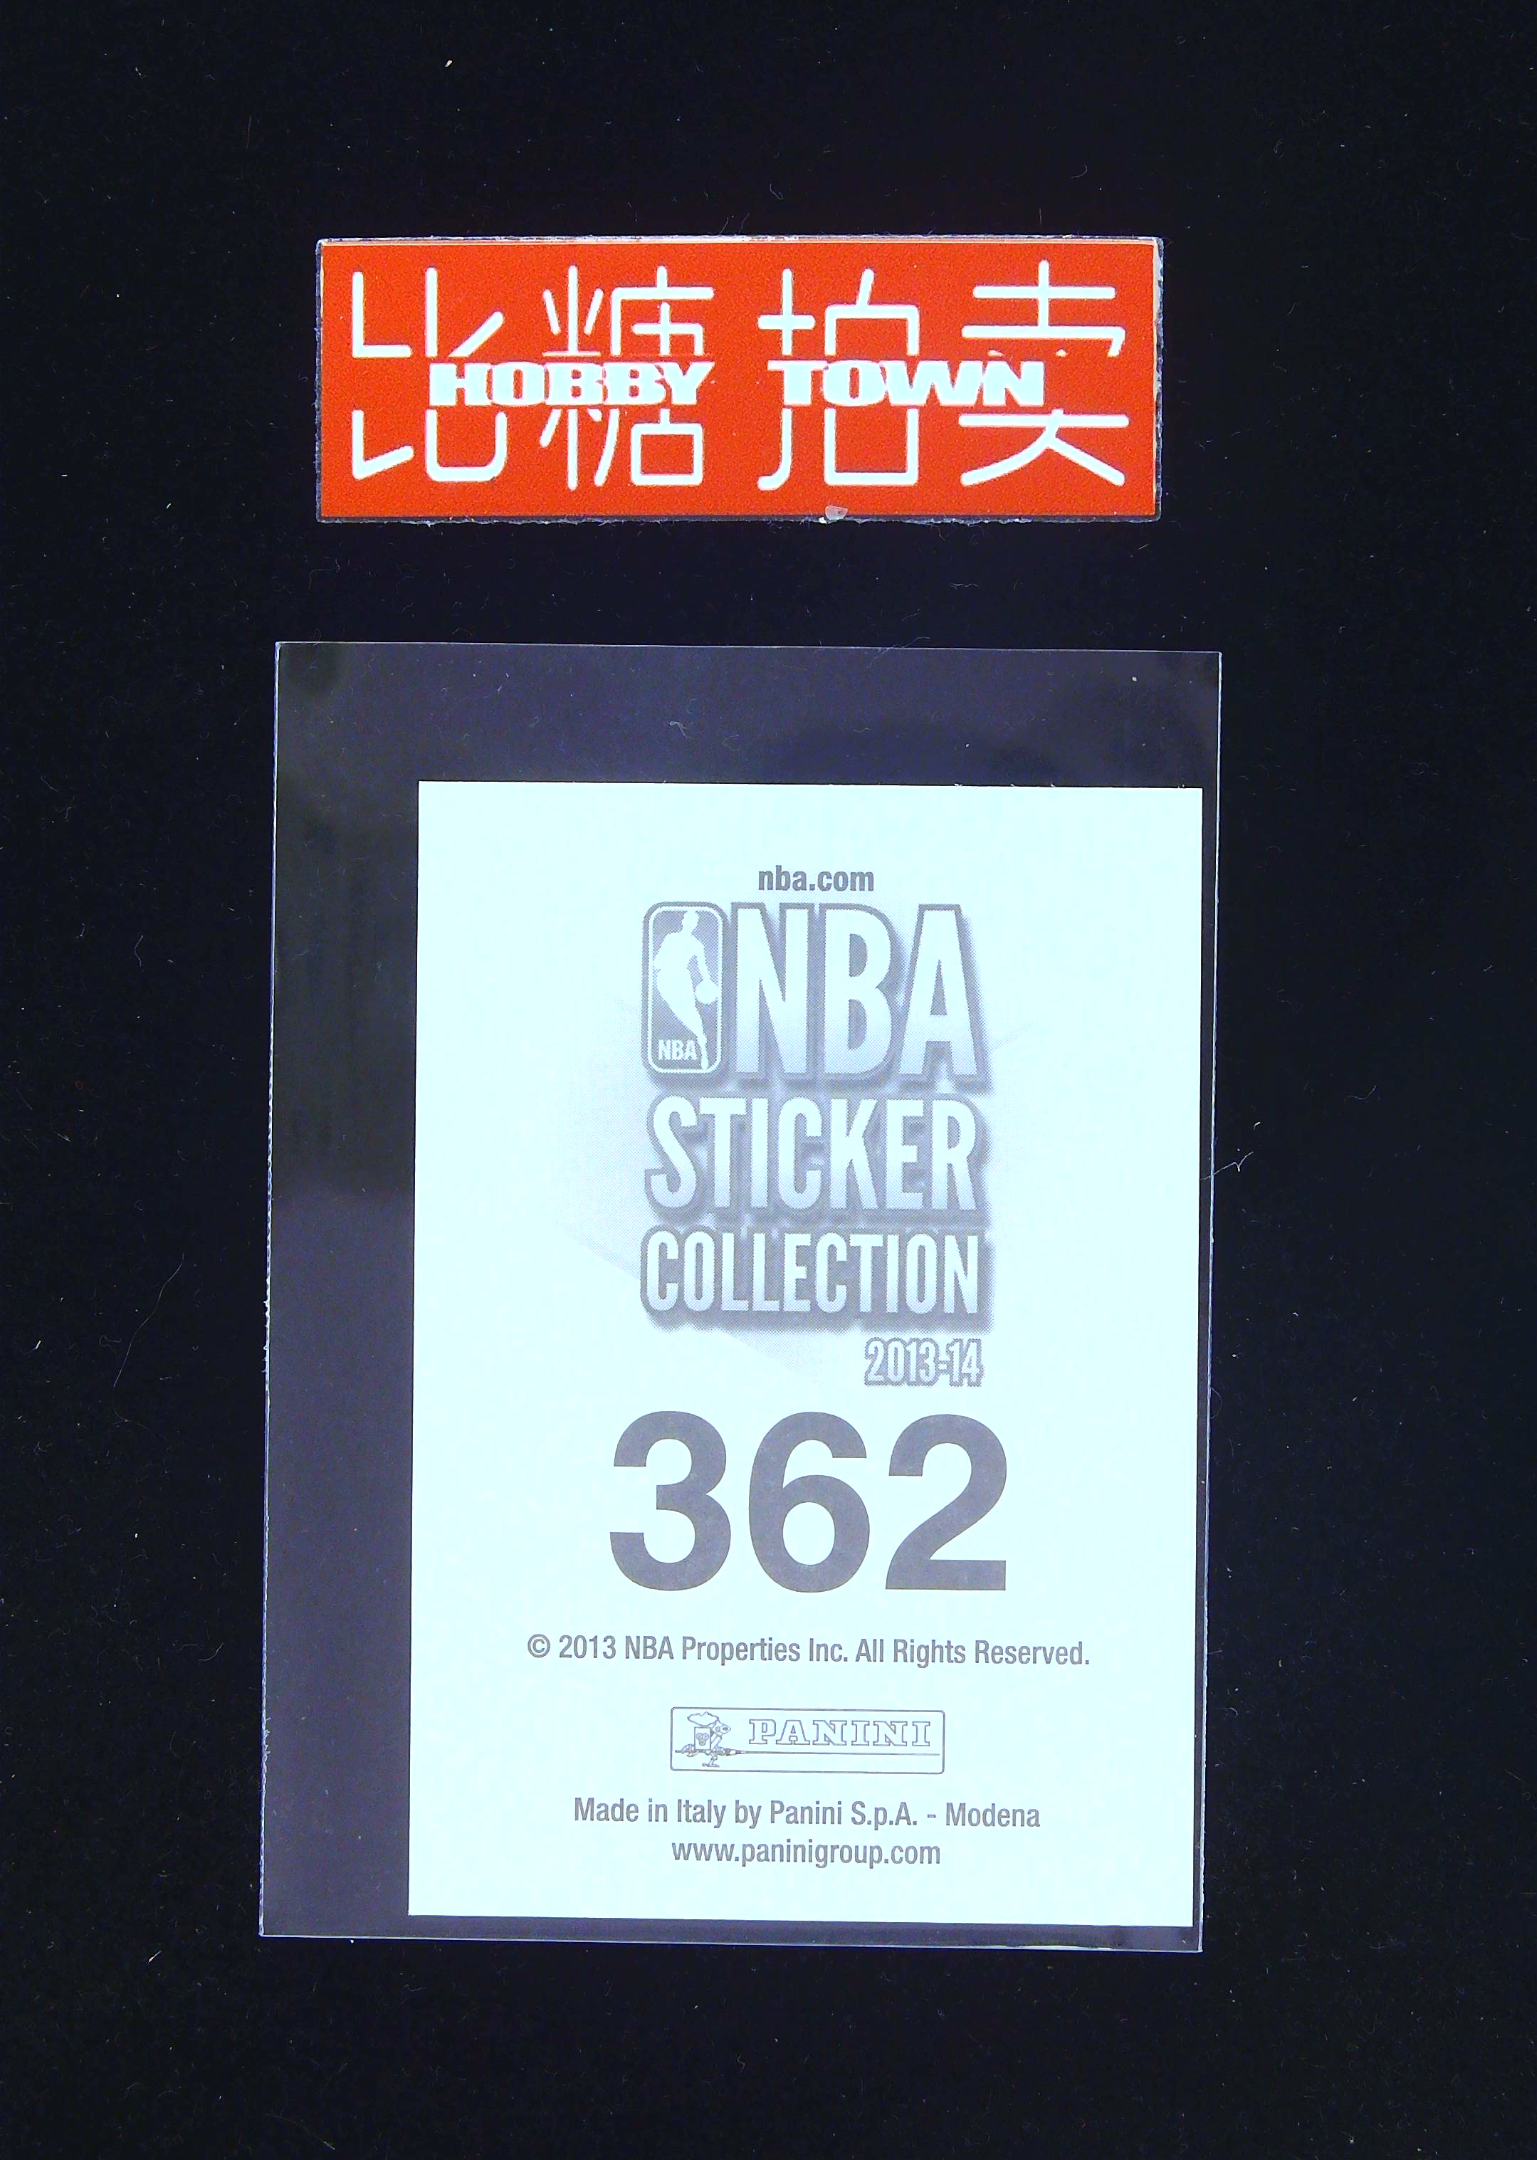 比糖 拍卖
HOBBY TOWN
nba.com
NBA
NBA
STICKER
COLLECTION
2013-14
362
© 2013 NBA Properties Inc. All Rights Reserved.
PANINI
Made in Italy by Panini S.p.A. - Modena
www.paninigroup.com